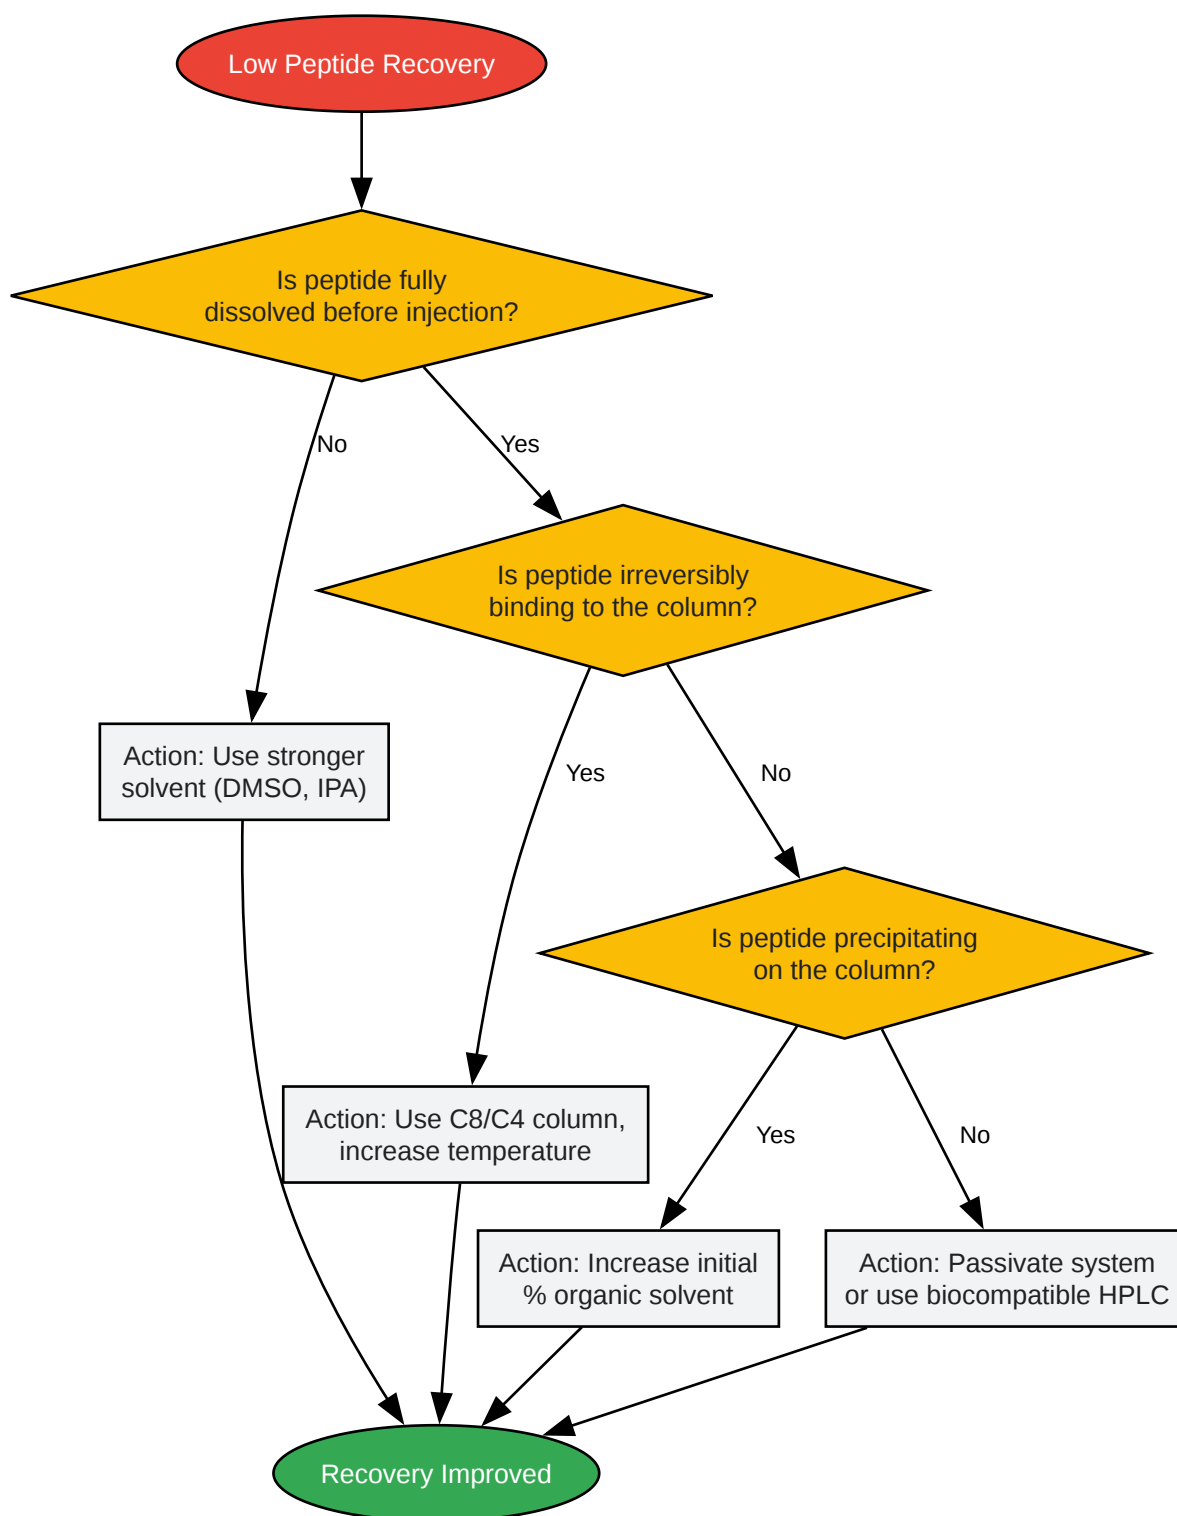 Low Peptide Recovery
Is peptide fully
dissolved before injection?
No
Yes
Is peptide irreversibly
binding to the column?
Action: Use stronger
solvent (DMSO, IPA)
Yes
No
Is peptide precipitating
on the column?
Action: Use C8/C4 column,
increase temperature
Yes
No
Action: Increase initial
% organic solvent
Action: Passivate system
or use biocompatible HPLC
Recovery Improved